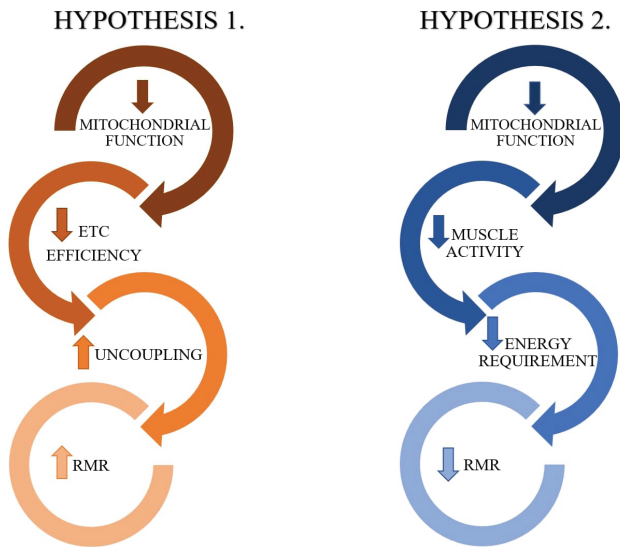 HYPOTHESIS 1.
MITOCHONDRIAL
FUNCTION
ETC
EFFICIENCY
UNCOUPLING
RMR
HYPOTHESIS 2.
MITOCHONDRIAL
FUNCTION
MUSCLE
ACTIVITY
ENERGY
REQUIREMENT
RMR